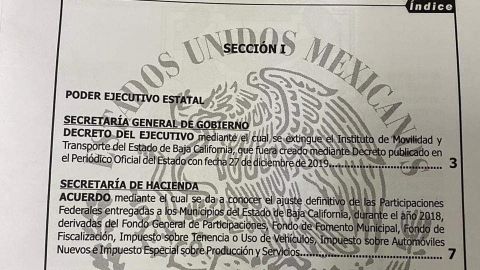 Índice
ESTADOS UNIDOS MEXICANOS
SECCIÓN I
PODER EJECUTIVO ESTATAL
SECRETARÍA GENERAL DE GOBIERNO
DECRETO DEL EJECUTIVO mediante el cual se extingue el Instituto de Movilidad y
Transporte del Estado de Baja California, que fuera creado mediante Decreto publicado en
el Periódico Oficial del Estado con fecha 27 de diciembre de 2019 3
SECRETARÍA DE HACIENDA
ACUERDO mediante el cual se da a conocer el ajuste definitivo de las Participaciones
Federales entregadas a los Municipios del Estado de Baja California, durante el año 2018,
derivadas del Fondo General de Participaciones, Fondo de Fomento Municipal, Fondo de
Fiscalización, Impuesto sobre Tenencia o Uso de Vehículos, Impuesto sobre Automóviles
Nuevos e Impuesto Especial sobre Producción y Servicios 7